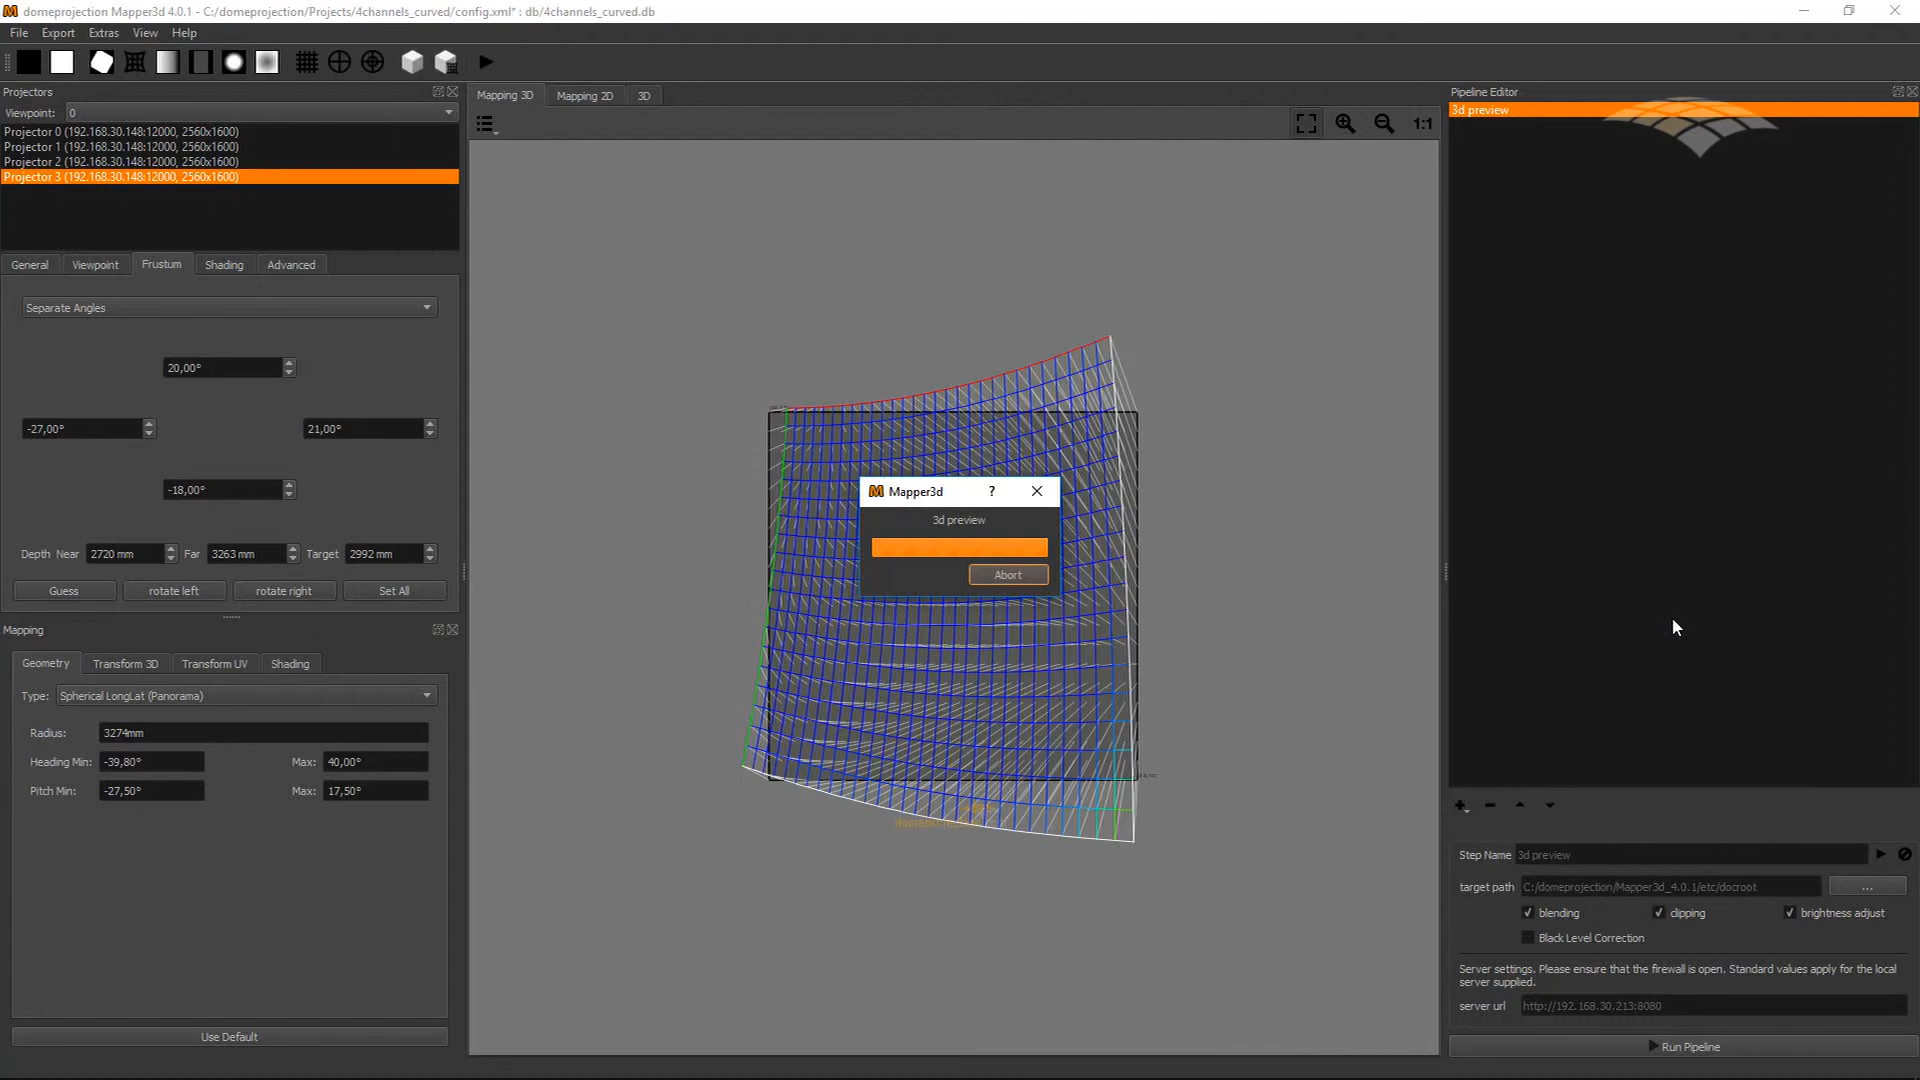 domeprojection Mapper3d 4.0.1 - C:/domeprojection/Projects/4channels_curved/config.xml* : db/4channels_curved.db
File Export Extras View Help
Projectors
Viewpoint: 0
Projector 0 (192.168.30.148:12000, 2560x1600)
Projector 1 (192.168.30.148:12000, 2560x1600)
Projector 2 (192.168.30.148:12000, 2560x1600)
Projector 3 (192.168.30.148:12000, 2560x1600)
General Viewpoint Frustum Shading Advanced
Separate Angles
20,00°
-27,00° 21,00°
-18,00°
Depth Near 2720 mm Far 3263 mm Target 2992 mm
Guess rotate left rotate right Set All
Mapping
Geometry Transform 3D Transform UV Shading
Type: Spherical LongLat (Panorama)
Radius: 3274mm
Heading Min: -39,80° Max: 40,00°
Pitch Min: -27,50° Max: 17,50°
Use Default
Mapping 3D Mapping 2D 3D
1:1
Mapper3d ?
3d preview
Abort
Pipeline Editor
3d preview
Step Name 3d preview
target path C:/domeprojection/Mapper3d_4.0.1/etc/docroot ...
blending clipping brightness adjust
Black Level Correction
Server settings. Please ensure that the firewall is open. Standard values apply for the local
server supplied.
server url http://192.168.30.213:8080
Run Pipeline